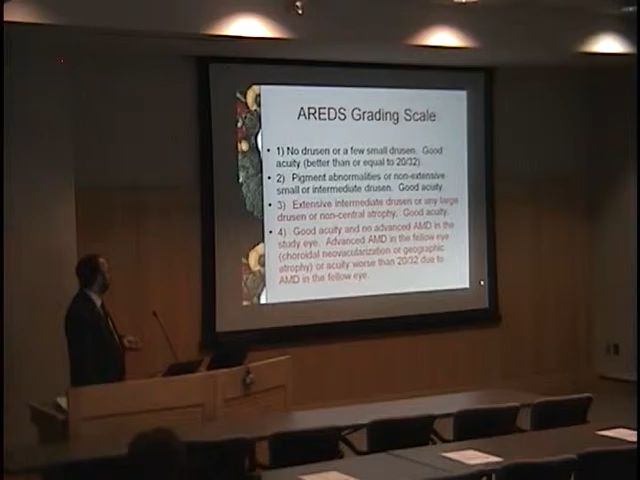 AREDS Grading Scale
• 1) No drusen or a few small drusen. Good
acuity (better than or equal to 20/32).
• 2) Pigment abnormalities or non-extensive
small or intermediate drusen. Good acuity.
• 3) Extensive intermediate drusen or any large
drusen or non-central atrophy. Good acuity.
• 4) Good acuity and no advanced AMD in the
study eye. Advanced AMD in the fellow eye
(choroidal neovacularization or geographic
atrophy) or acuity worse than 20/32 due to
AMD in the fellow eye.